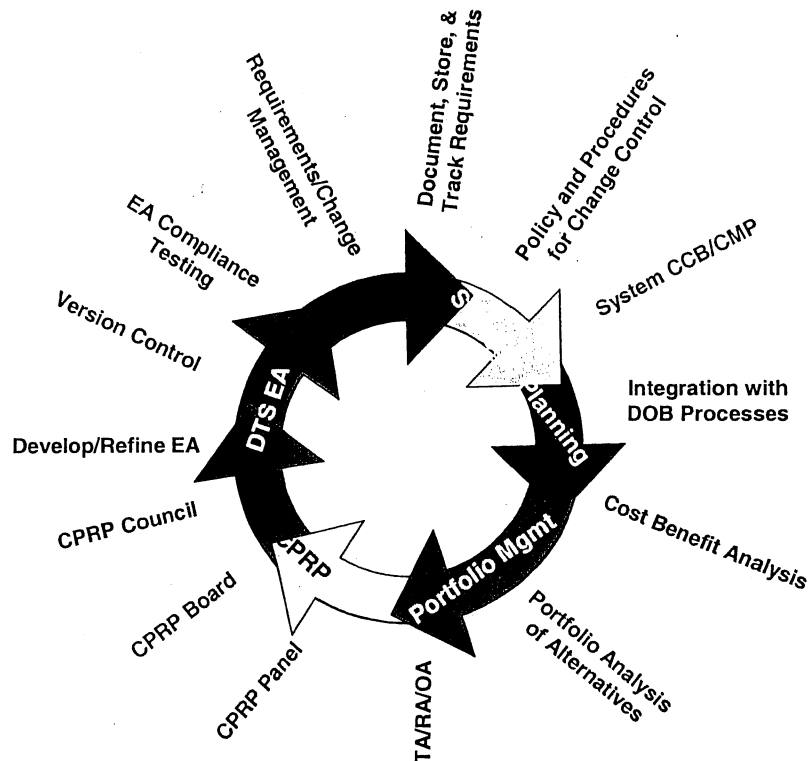 Document, Store, &
Track Requirements
Policy and Procedures
for Change Control
System CCB/CMP
Integration with
DOB Processes
Cost Benefit Analysis
Portfolio Analysis
of Alternatives
TA/RA/OA
CPRP Panel
CPRP Board
CPRP Council
Develop/Refine EA
Version Control
EA Compliance
Testing
Requirements/Change
Management
Planning
Portfolio Mgmt
CPRP
DTS EA